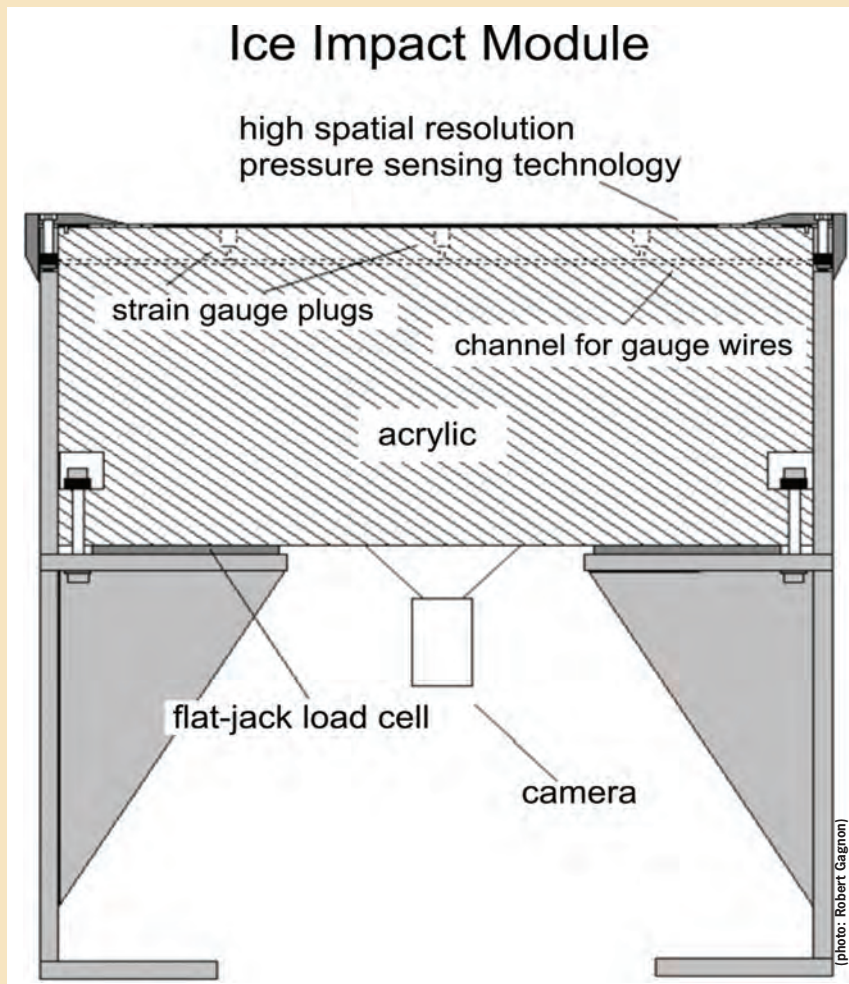 Ice Impact Module
high spatial resolution
pressure sensing technology
strain gauge plugs
channel for gauge wires
acrylic
flat-jack load cell
camera
(photo: Robert Gagnon)